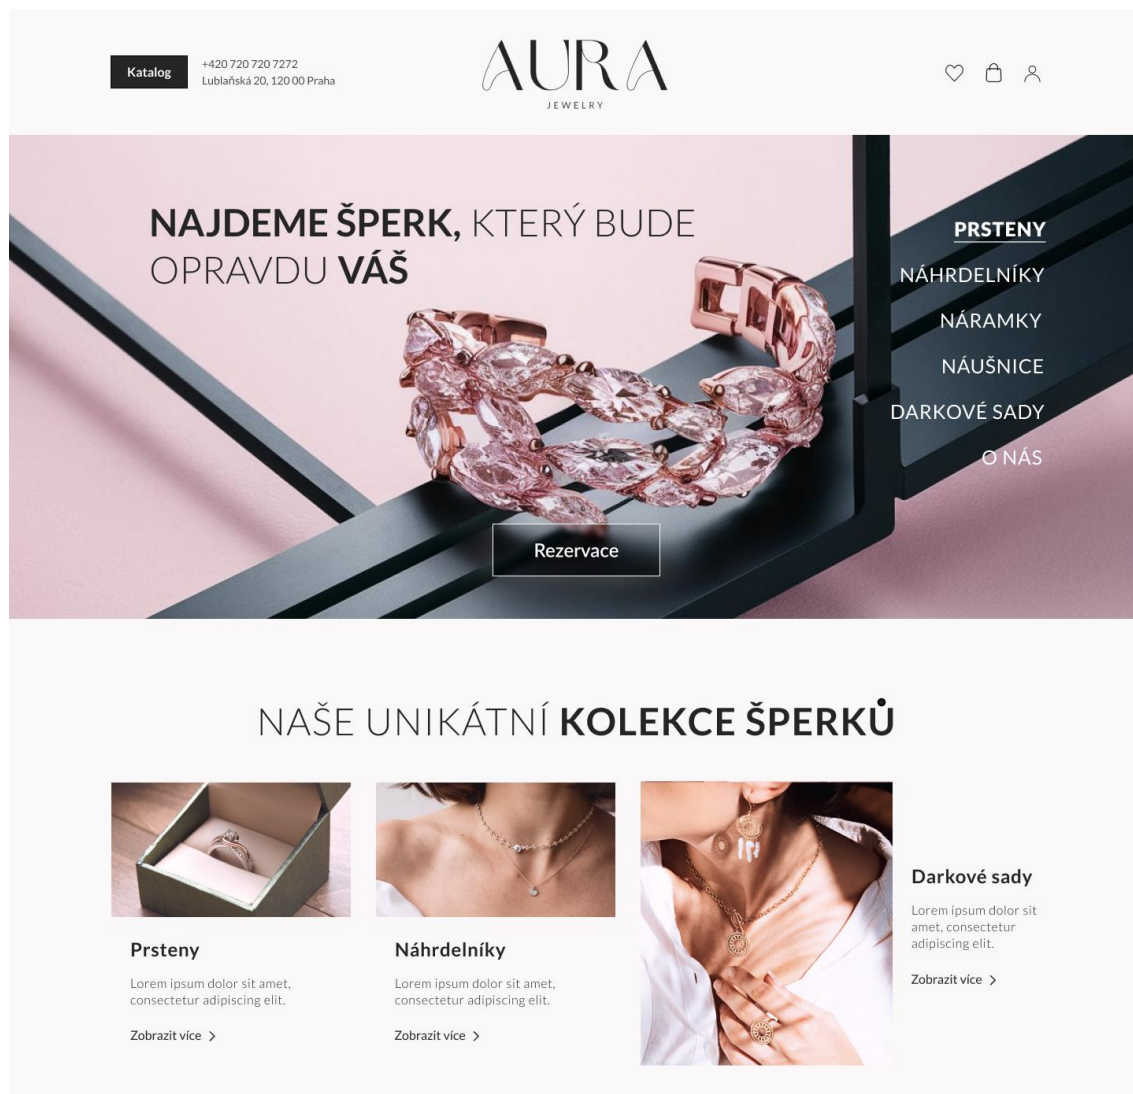 Katalog
+420 720 720 7272
Lublaňská 20, 120 00 Praha
AURA
JEWELRY
NAJDEME ŠPERK, KTERÝ BUDE
OPRAVDU VÁŠ
PRSTENY
NÁHRDELNÍKY
NÁRAMKY
NÁUŠNICE
DARKOVÉ SADY
O NÁS
Rezervace
NAŠE UNIKÁTNÍ KOLEKCE ŠPERKŮ
Prsteny
Lorem ipsum dolor sit amet,
consectetur adipiscing elit.
Zobrazit více
Náhrdelníky
Lorem ipsum dolor sit amet,
consectetur adipiscing elit.
Zobrazit více
Darkové sady
Lorem ipsum dolor sit
amet, consectetur
adipiscing elit.
Zobrazit více